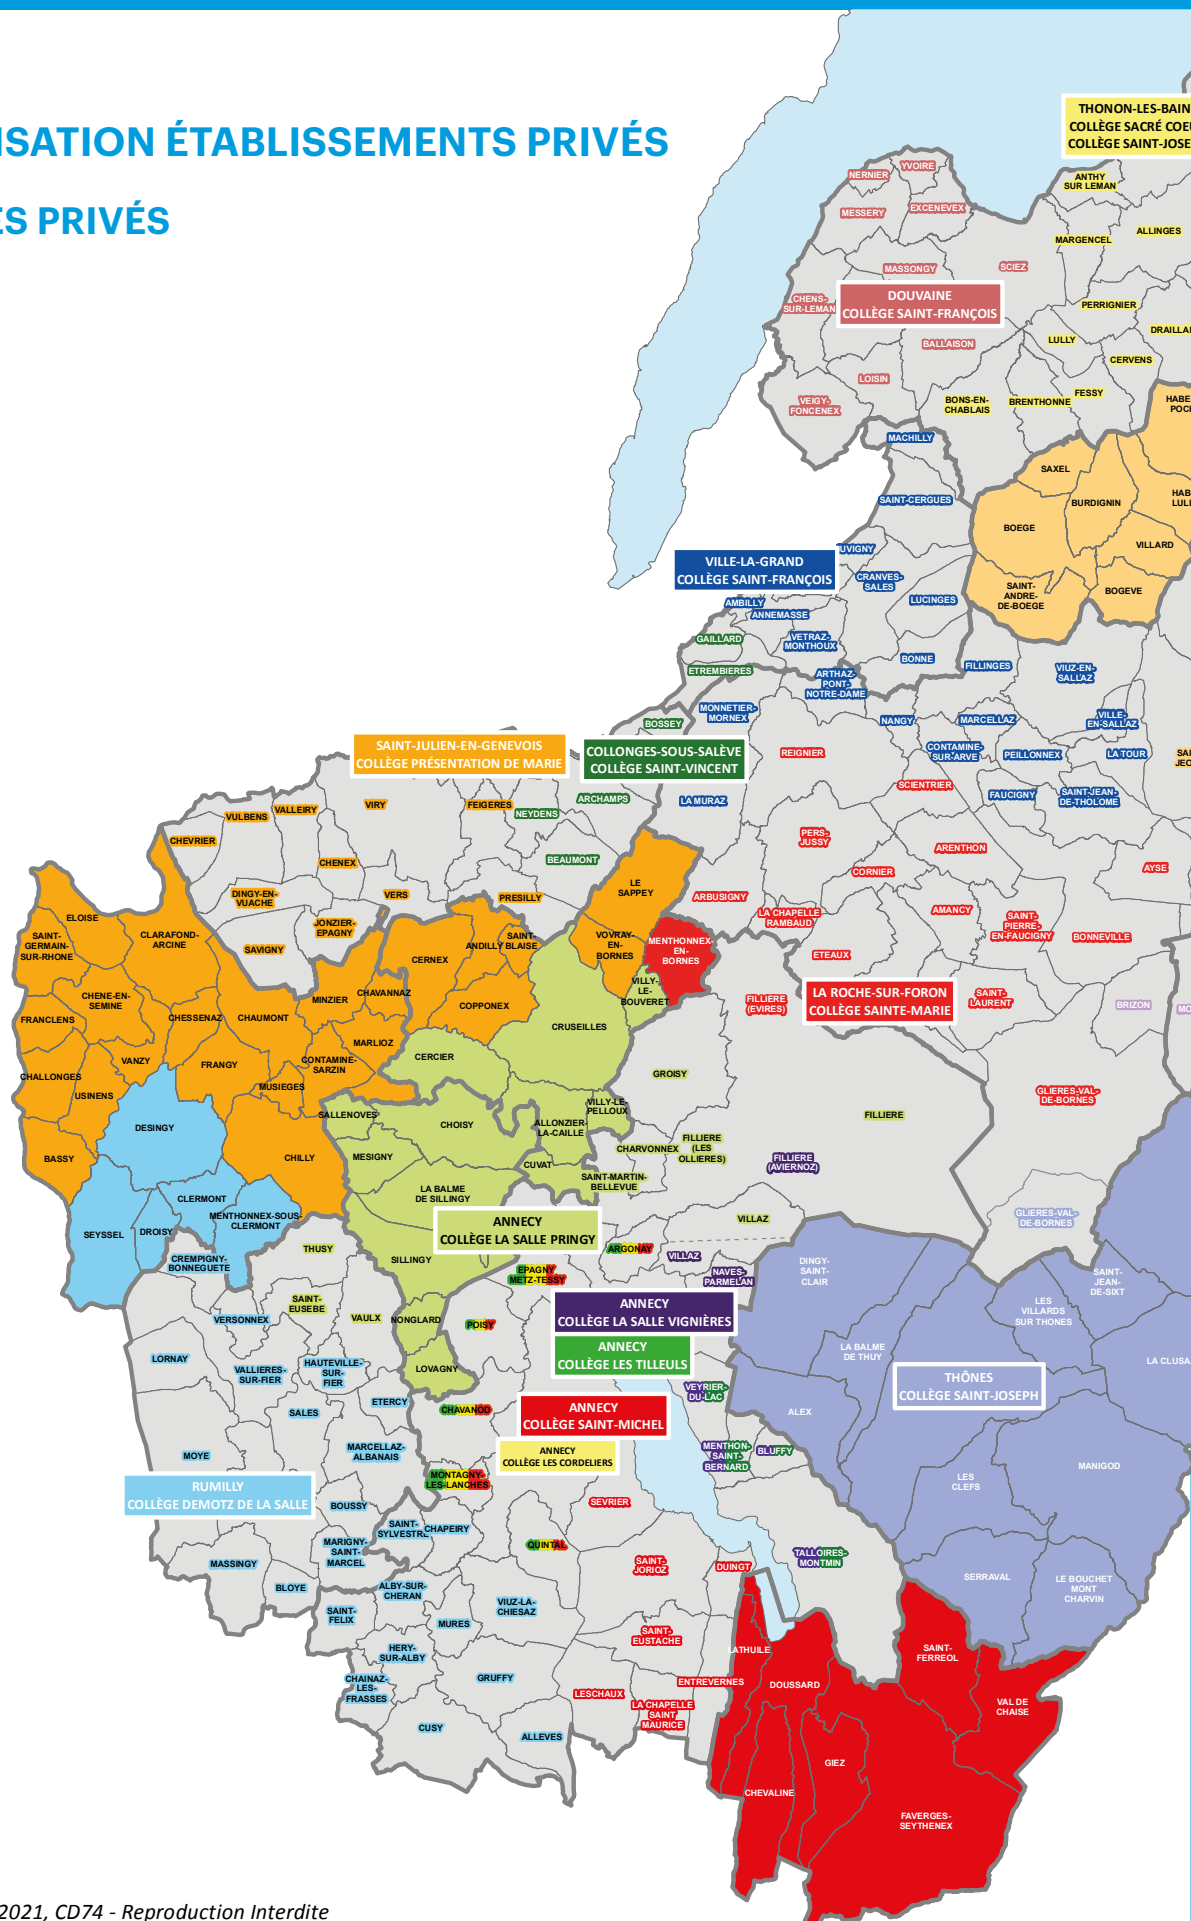 ISATION ÉTABLISSEMENTS PRIVÉS
ES PRIVÉS
THONON-LES-BAIN
COLLÈGE SACRÉ COEU
COLLÈGE SAINT-JOSE
YVOIRE
NERNIER
ANTHY
SUR LEMAN
MESSERY
EXCENEVEX
ALLINGES
MARGENCEL
MASSONGY
SCIEZ
CHENS-
SUR-LEMAN
DOUVAINE
COLLÈGE SAINT-FRANÇOIS
PERRIGNIER
DRAILLA
LULLY
BALLAISON
CERVENS
LOISIN
FESSY
VEIGY-
FONCENEX
BONS-EN-
CHABLAIS
BRENTHONNE
HABE
POC
MACHILLY
SAXEL
SAINT-CERGUES
BURDIGNIN
HAB
LUL
BOEGE
VILLARD
UVIGNY
VILLE-LA-GRAND
COLLÈGE SAINT-FRANÇOIS
CRANVES-
SALES
SAINT-
ANDRE-
DE-BOEGE
BOGEVE
LUCINGES
AMBILLY
ANNEMASSE
GAILLARD
VETRAZ-
MONTHOUX
BONNE
FILLINGES
VIUZ-EN-
SALLAZ
ETREMBIERES
ARTHAZ-
PONT-
NOTRE-DAME
MONNETIER-
MORNEX
BOSSEY
NANGY
MARCELLAZ
VILLE-
EN-SALLAZ
SAINT-JULIEN-EN-GENEVOIS
COLLÈGE PRÉSENTATION DE MARIE
COLLONGES-SOUS-SALÈVE
COLLÈGE SAINT-VINCENT
REIGNIER
CONTAMINE-
SUR-ARVE
PEILLONNEX
LA TOUR
SAI
JEO
SCIENTRIER
FAUCIGNY
SAINT-JEAN-
DE-THOLOME
ARCHAMPS
LA MURAZ
VIRY
FEIGERES
NEYDENS
VALLEIRY
VULBENS
CHEVRIER
PERS-
JUSSY
ARENTHON
BEAUMONT
CHENEX
CORNIER
AYSE
LE
SAPPEY
DINGY-EN-
VUACHE
VERS
PRESILLY
ARBUSIGNY
LA CHAPELLE
RAMBAUD
AMANCY
SAINT-
PIERRE-
EN-FAUCIGNY
BONNEVILLE
ELOISE
JONZIER-
EPAGNY
SAINT-
GERMAIN-
SUR-RHONE
CLARAFOND-
ARCINE
SAVIGNY
ANDILLY
SAINT-
BLAISE
VOVRAY-
EN-
BORNES
MENTHONNEX-
EN-
BORNES
ETEAUX
CERNEX
VILLY-
LE-
BOUVERET
CHENE-EN-
SEMINE
MINZIER
CHAVANNAZ
COPPONEX
FILLIERE
(EVIRES)
LA ROCHE-SUR-FORON
COLLÈGE SAINTE-MARIE
SAINT-
LAURENT
BRIZON
MO
FRANCLENS
CHESSENAZ
CHAUMONT
CRUSEILLES
MARLIOZ
VANZY
FRANGY
CONTAMINE-
SARZIN
CERCIER
GROISY
CHALLONGES
USINENS
MUSIEGES
GLIERES-VAL-
DE-BORNES
SALLENOVES
CHOISY
VILLY-LE-
PELLOUX
FILLIERE
DESINGY
ALLONZIER-
LA-CAILLE
CHARVONNEX
FILLIERE
(LES
OLLIERES)
FILLIERE
(AVIERNOZ)
BASSY
CHILLY
MESIGNY
CUVAT
SAINT-MARTIN-
BELLEVUE
CLERMONT
LA BALME
DE SILLINGY
SEYSSEL
DROISY
MENTHONNEX-SOUS-
CLERMONT
ANNECY
COLLÈGE LA SALLE PRINGY
VILLAZ
GLIERES-VAL-
DE-BORNES
THUSY
ARGONAY
VILLAZ
CREMPIGNY-
BONNEGUETE
SILLINGY
EPAGNY
METZ-TESSY
NAVES-
PARMELAN
DINGY-
SAINT-
CLAIR
SAINT-
JEAN-
DE-SIXT
SAINT-
EUSEBE
VERSONNEX
VAULX
NONGLARD
POISY
ANNECY
COLLÈGE LA SALLE VIGNIÈRES
LES
VILLARDS
SUR THONES
ANNECY
COLLÈGE LES TILLEULS
LA BALME
DE THUY
LA CLUSA
LORNAY
VALLIERES-
SUR-FIER
HAUTEVILLE-
SUR-
FIER
LOVAGNY
THÔNES
COLLÈGE SAINT-JOSEPH
VEYRIER-
DU-LAC
ETERCY
CHAVANOD
SALES
ANNECY
COLLÈGE SAINT-MICHEL
ALEX
MARCELLAZ-
ALBANAIS
ANNECY
COLLÈGE LES CORDELIERS
MENTHON-
SAINT-
BERNARD
BLUFFY
MOYE
MANIGOD
MONTAGNY-
LES-LANCHES
LES
CLEFS
RUMILLY
COLLÈGE DEMOTZ DE LA SALLE
BOUSSY
SEVRIER
SAINT-
SYLVESTRE
CHAPEIRY
MARIGNY-
SAINT-
MARCEL
QUINTAL
TALLOIRES-
MONTMIN
MASSINGY
SAINT-
JORIOZ
DUINGT
SERRAVAL
LE BOUCHET
MONT
CHARVIN
BLOYE
ALBY-SUR-
CHERAN
VIUZ-LA-
CHIESAZ
SAINT-
FELIX
MURES
SAINT-
EUSTACHE
HERY-
SUR-ALBY
LATHUILE
SAINT-
FERREOL
CHAINAZ-
LES-
FRASSES
GRUFFY
ENTREVERNES
DOUSSARD
LESCHAUX
LA CHAPELLE
SAINT
MAURICE
VAL DE
CHAISE
CUSY
ALLEVES
GIEZ
CHEVALINE
FAVERGES-
SEYTHENEX
2021, CD74 - Reproduction Interdite